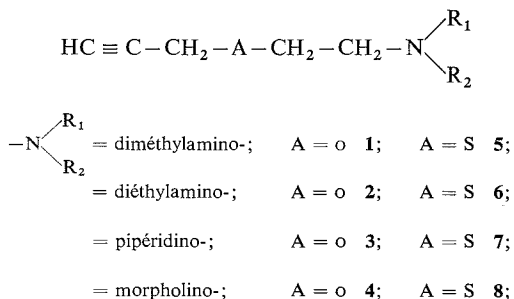 R₁
HC ≡ C – CH₂ – A – CH₂ – CH₂ – N
R₂
R₁
–N = diméthylamino-; A = o 1; A = S 5;
R₂
= diéthylamino-; A = o 2; A = S 6;
= pipéridino-; A = o 3; A = S 7;
= morpholino-; A = o 4; A = S 8;